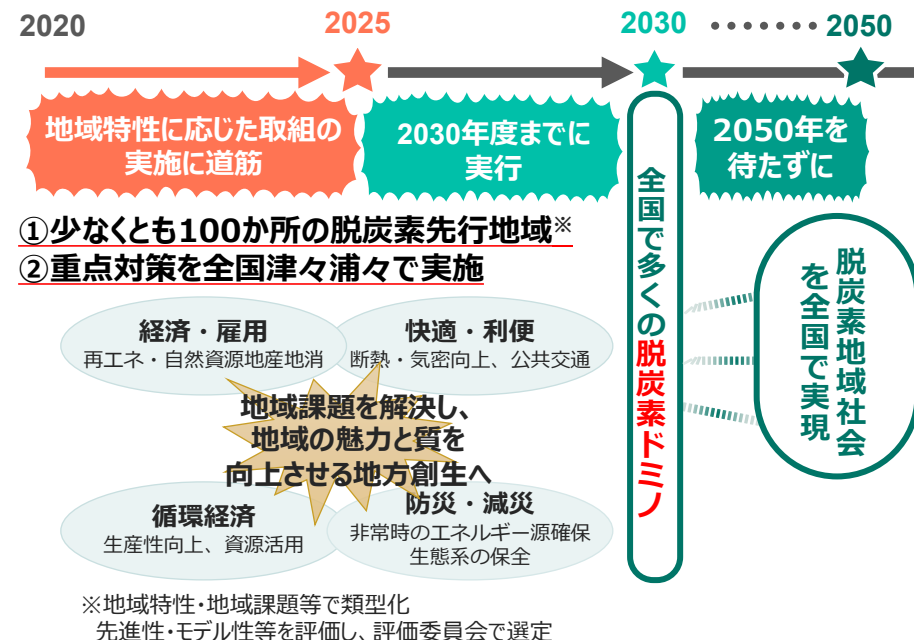 2020
2025
2030
2050
地域特性に応じた取組の
実施に道筋
2030年度までに
実行
2050年を
待たずに
①少なくとも100か所の脱炭素先行地域※
②重点対策を全国津々浦々で実施
経済・雇用
再エネ・自然資源地産地消
快適・利便
断熱・気密向上、公共交通
地域課題を解決し、
地域の魅力と質を
向上させる地方創生へ
循環経済
生産性向上、資源活用
防災・減災
非常時のエネルギー源確保
生態系の保全
全国で多くの脱炭素ドミノ
脱炭素地域社会
を全国で実現
※地域特性・地域課題等で類型化
先進性・モデル性等を評価し、評価委員会で選定